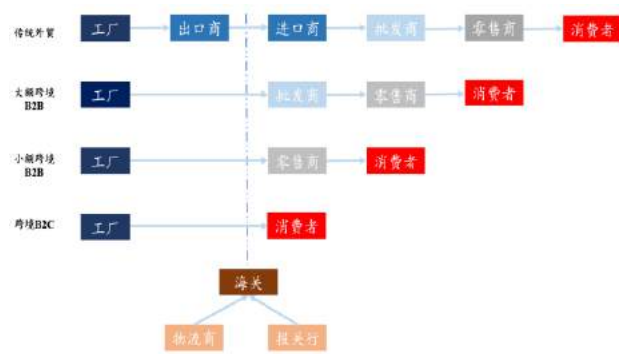 传统外贸 工厂 出口商 进口商 批发商 零售商 消费者
大额跨境
B2B
工厂 批发商 零售商 消费者
小额跨境
B2B
工厂 零售商 消费者
跨境B2C 工厂 消费者
海关
物流商 报关行